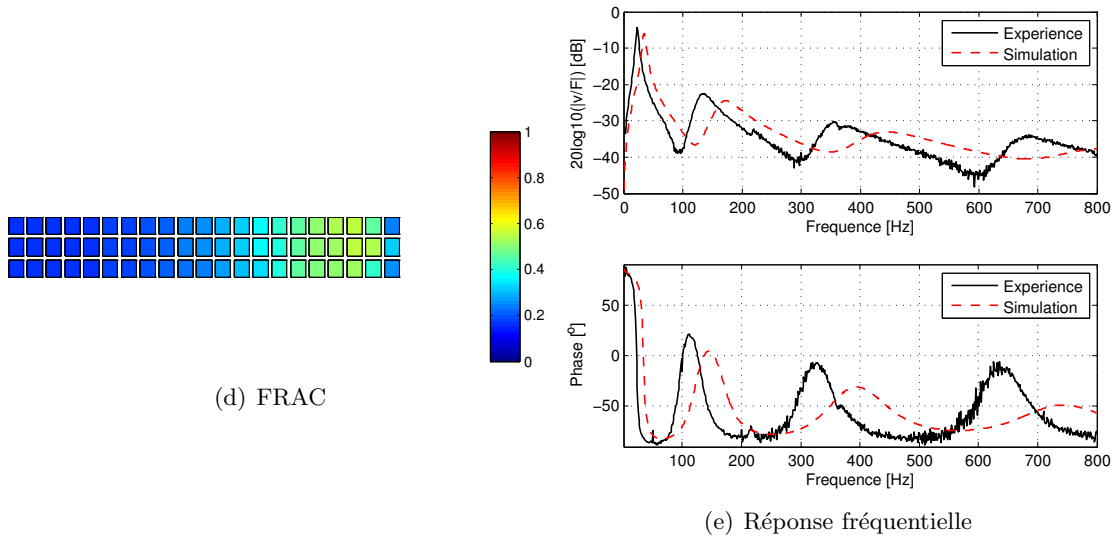 1
0.8
0.6
0.4
0.2
0
(d) FRAC
0
−10
−20
−30
−40
−50
20log10(|v/F|) [dB]
Experience
Simulation
0 100 200 300 400 500 600 700 800
Frequence [Hz]
50
0
−50
Phase [°]
Experience
Simulation
100 200 300 400 500 600 700 800
Frequence [Hz]
(e) Réponse fréquentielle